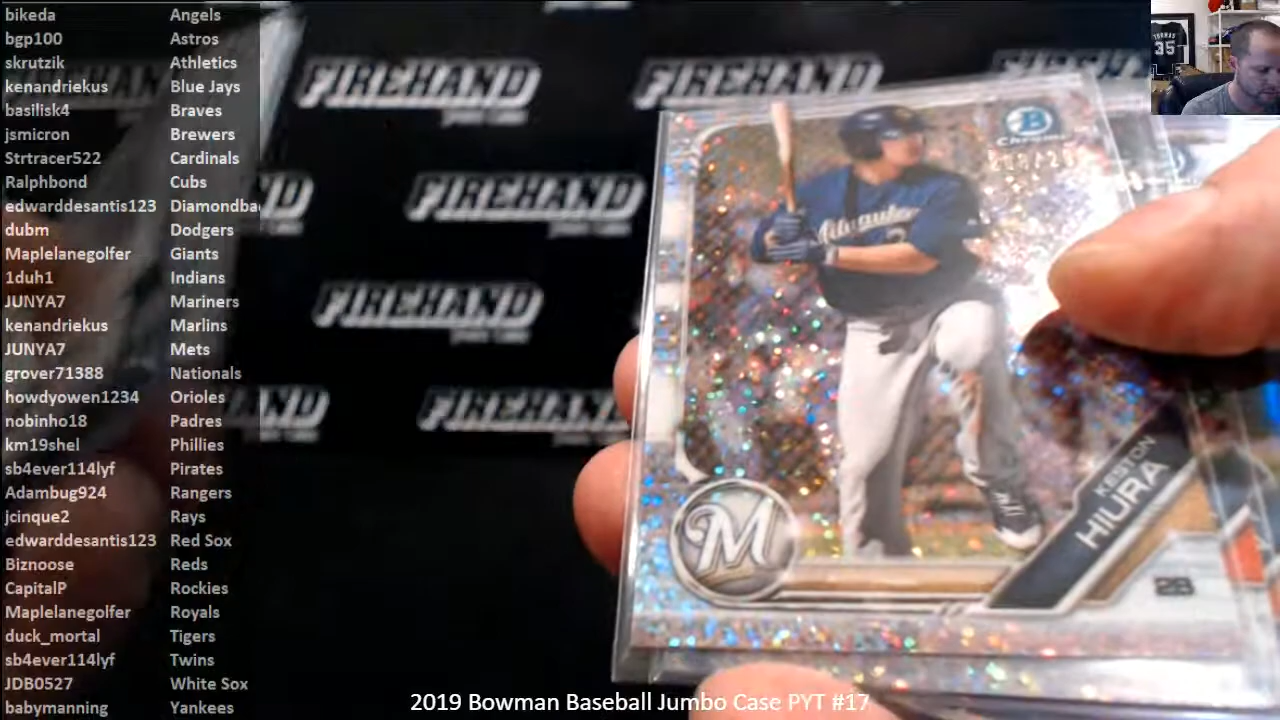 bikeda Angels
bgp100 Astros
skrutzik Athletics
kenandriekus Blue Jays
basilisk4 Braves
jsmicron Brewers
Strtracer522 Cardinals
Ralphbond Cubs
edwarddesantis123 Diamondba
dubm Dodgers
Maplelanegolfer Giants
1duh1 Indians
JUNYA7 Mariners
kenandriekus Marlins
JUNYA7 Mets
grover71388 Nationals
howdyowen1234 Orioles
nobinho18 Padres
km19shel Phillies
sb4ever114lyf Pirates
Adambug924 Rangers
jcinque2 Rays
edwarddesantis123 Red Sox
Biznoose Reds
CapitalP Rockies
Maplelanegolfer Royals
duck_mortal Tigers
sb4ever114lyf Twins
JDB0527 White Sox
babymanning Yankees
FIREHAND FIREHAND
FIREHAND
FIREHAND
FIREHAND
B
Chrome
Milwaukee
KESTON
HIURA
2B
M
35
2019 Bowman Baseball Jumbo Case PYT #17